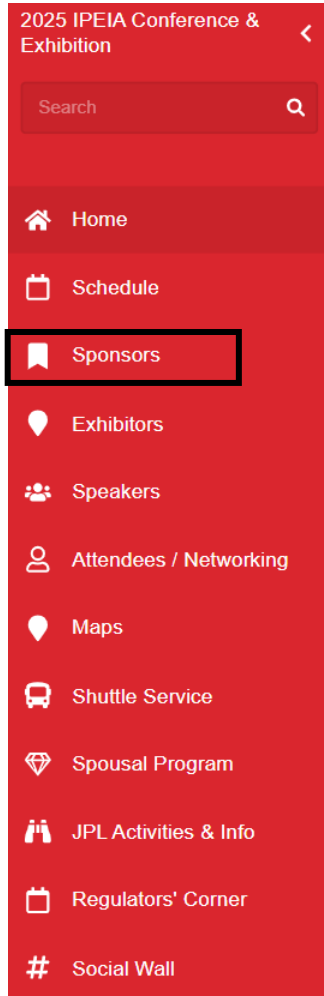 2025 IPEIA Conference &
Exhibition
Search
Home
Schedule
Sponsors
Exhibitors
Speakers
Attendees / Networking
Maps
Shuttle Service
Spousal Program
JPL Activities & Info
Regulators' Corner
Social Wall